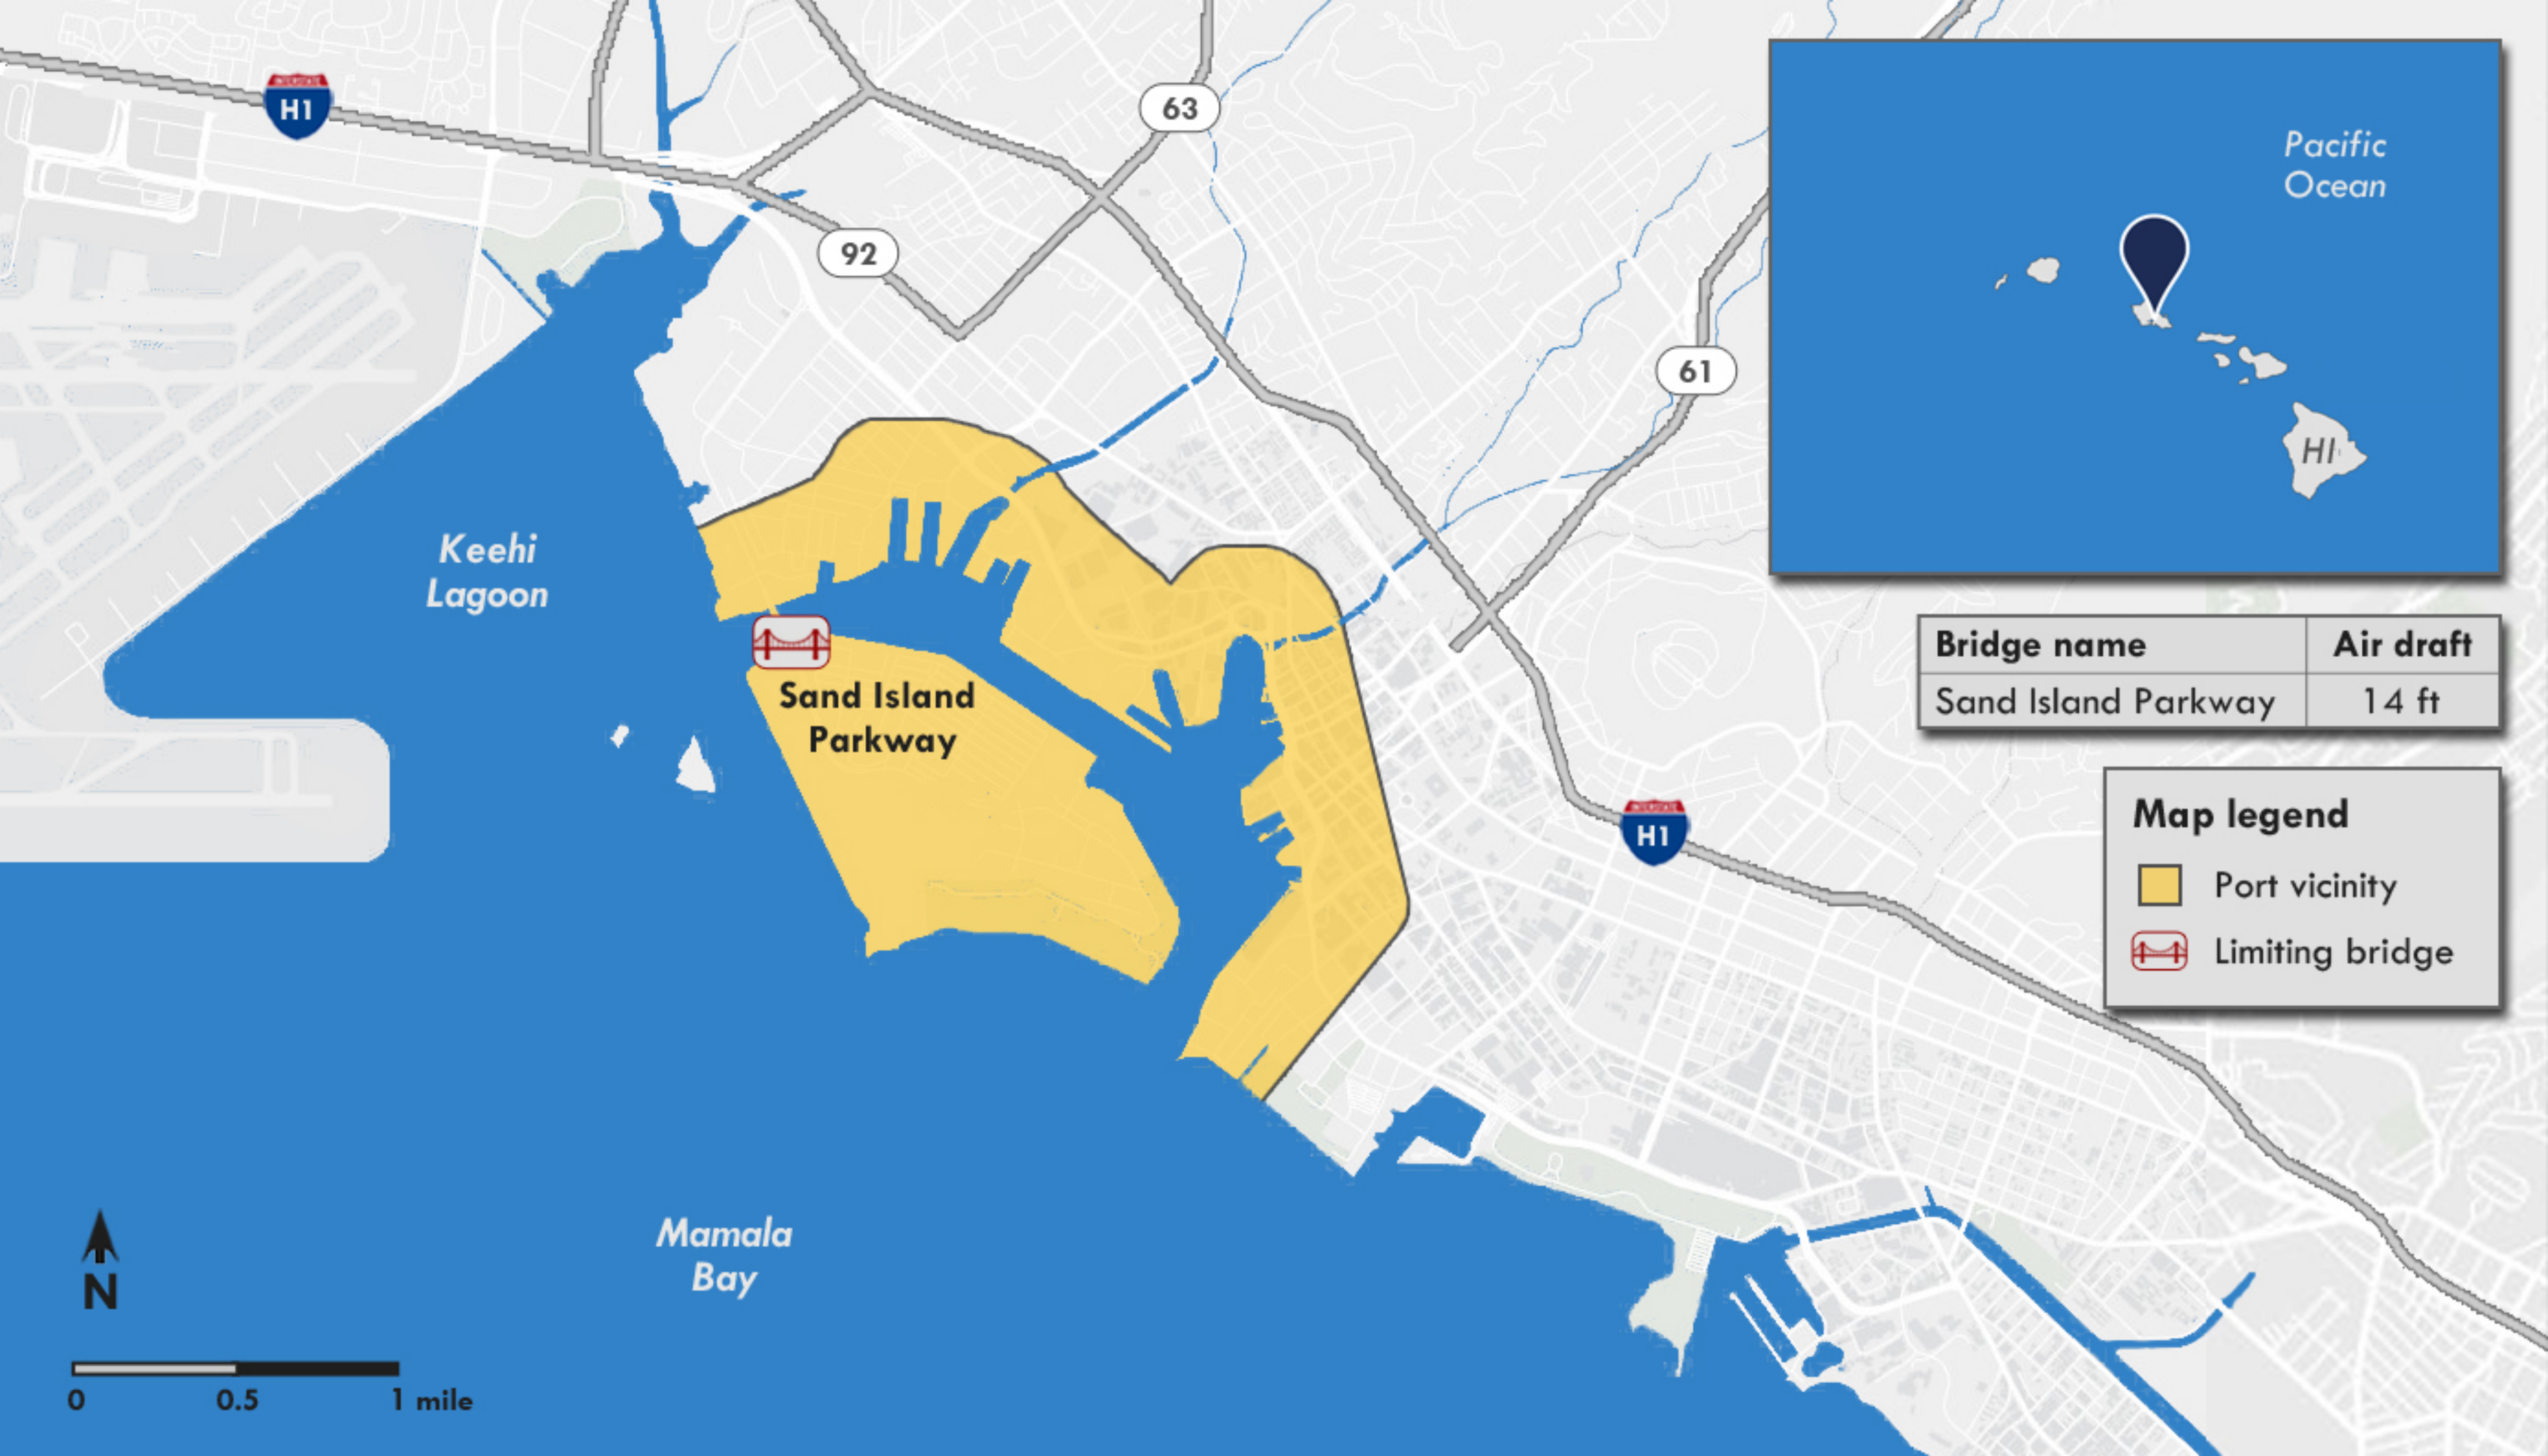 H1
63
92
61
Pacific
Ocean
HI
Keehi
Lagoon
Sand Island
Parkway
Bridge name Air draft
Sand Island Parkway 14 ft
H1
Map legend
Port vicinity
Limiting bridge
Mamala
Bay
N
0 0.5 1 mile